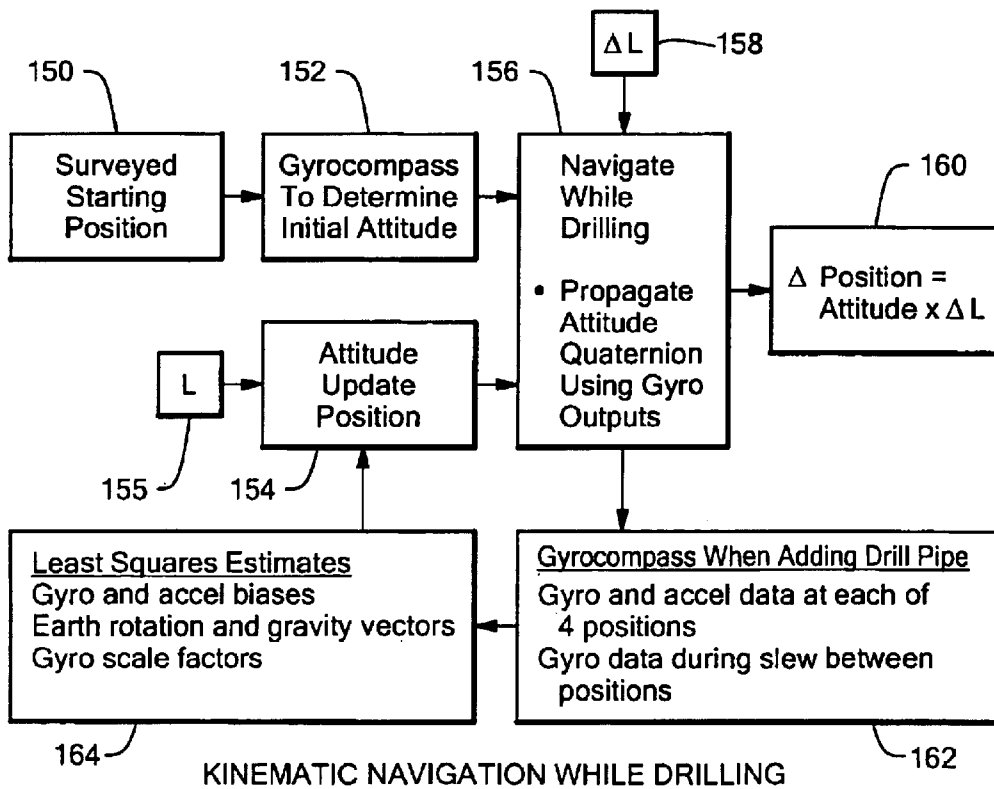 150
152
156
Δ L
158
Surveyed
Starting
Position
Gyrocompass
To Determine
Initial Attitude
Navigate
While
Drilling
• Propagate
Attitude
Quaternion
Using Gyro
Outputs
160
Δ Position =
Attitude x Δ L
L
155
Attitude
Update
Position
154
Least Squares Estimates
Gyro and accel biases
Earth rotation and gravity vectors
Gyro scale factors
164
Gyrocompass When Adding Drill Pipe
Gyro and accel data at each of
4 positions
Gyro data during slew between
positions
162
KINEMATIC NAVIGATION WHILE DRILLING